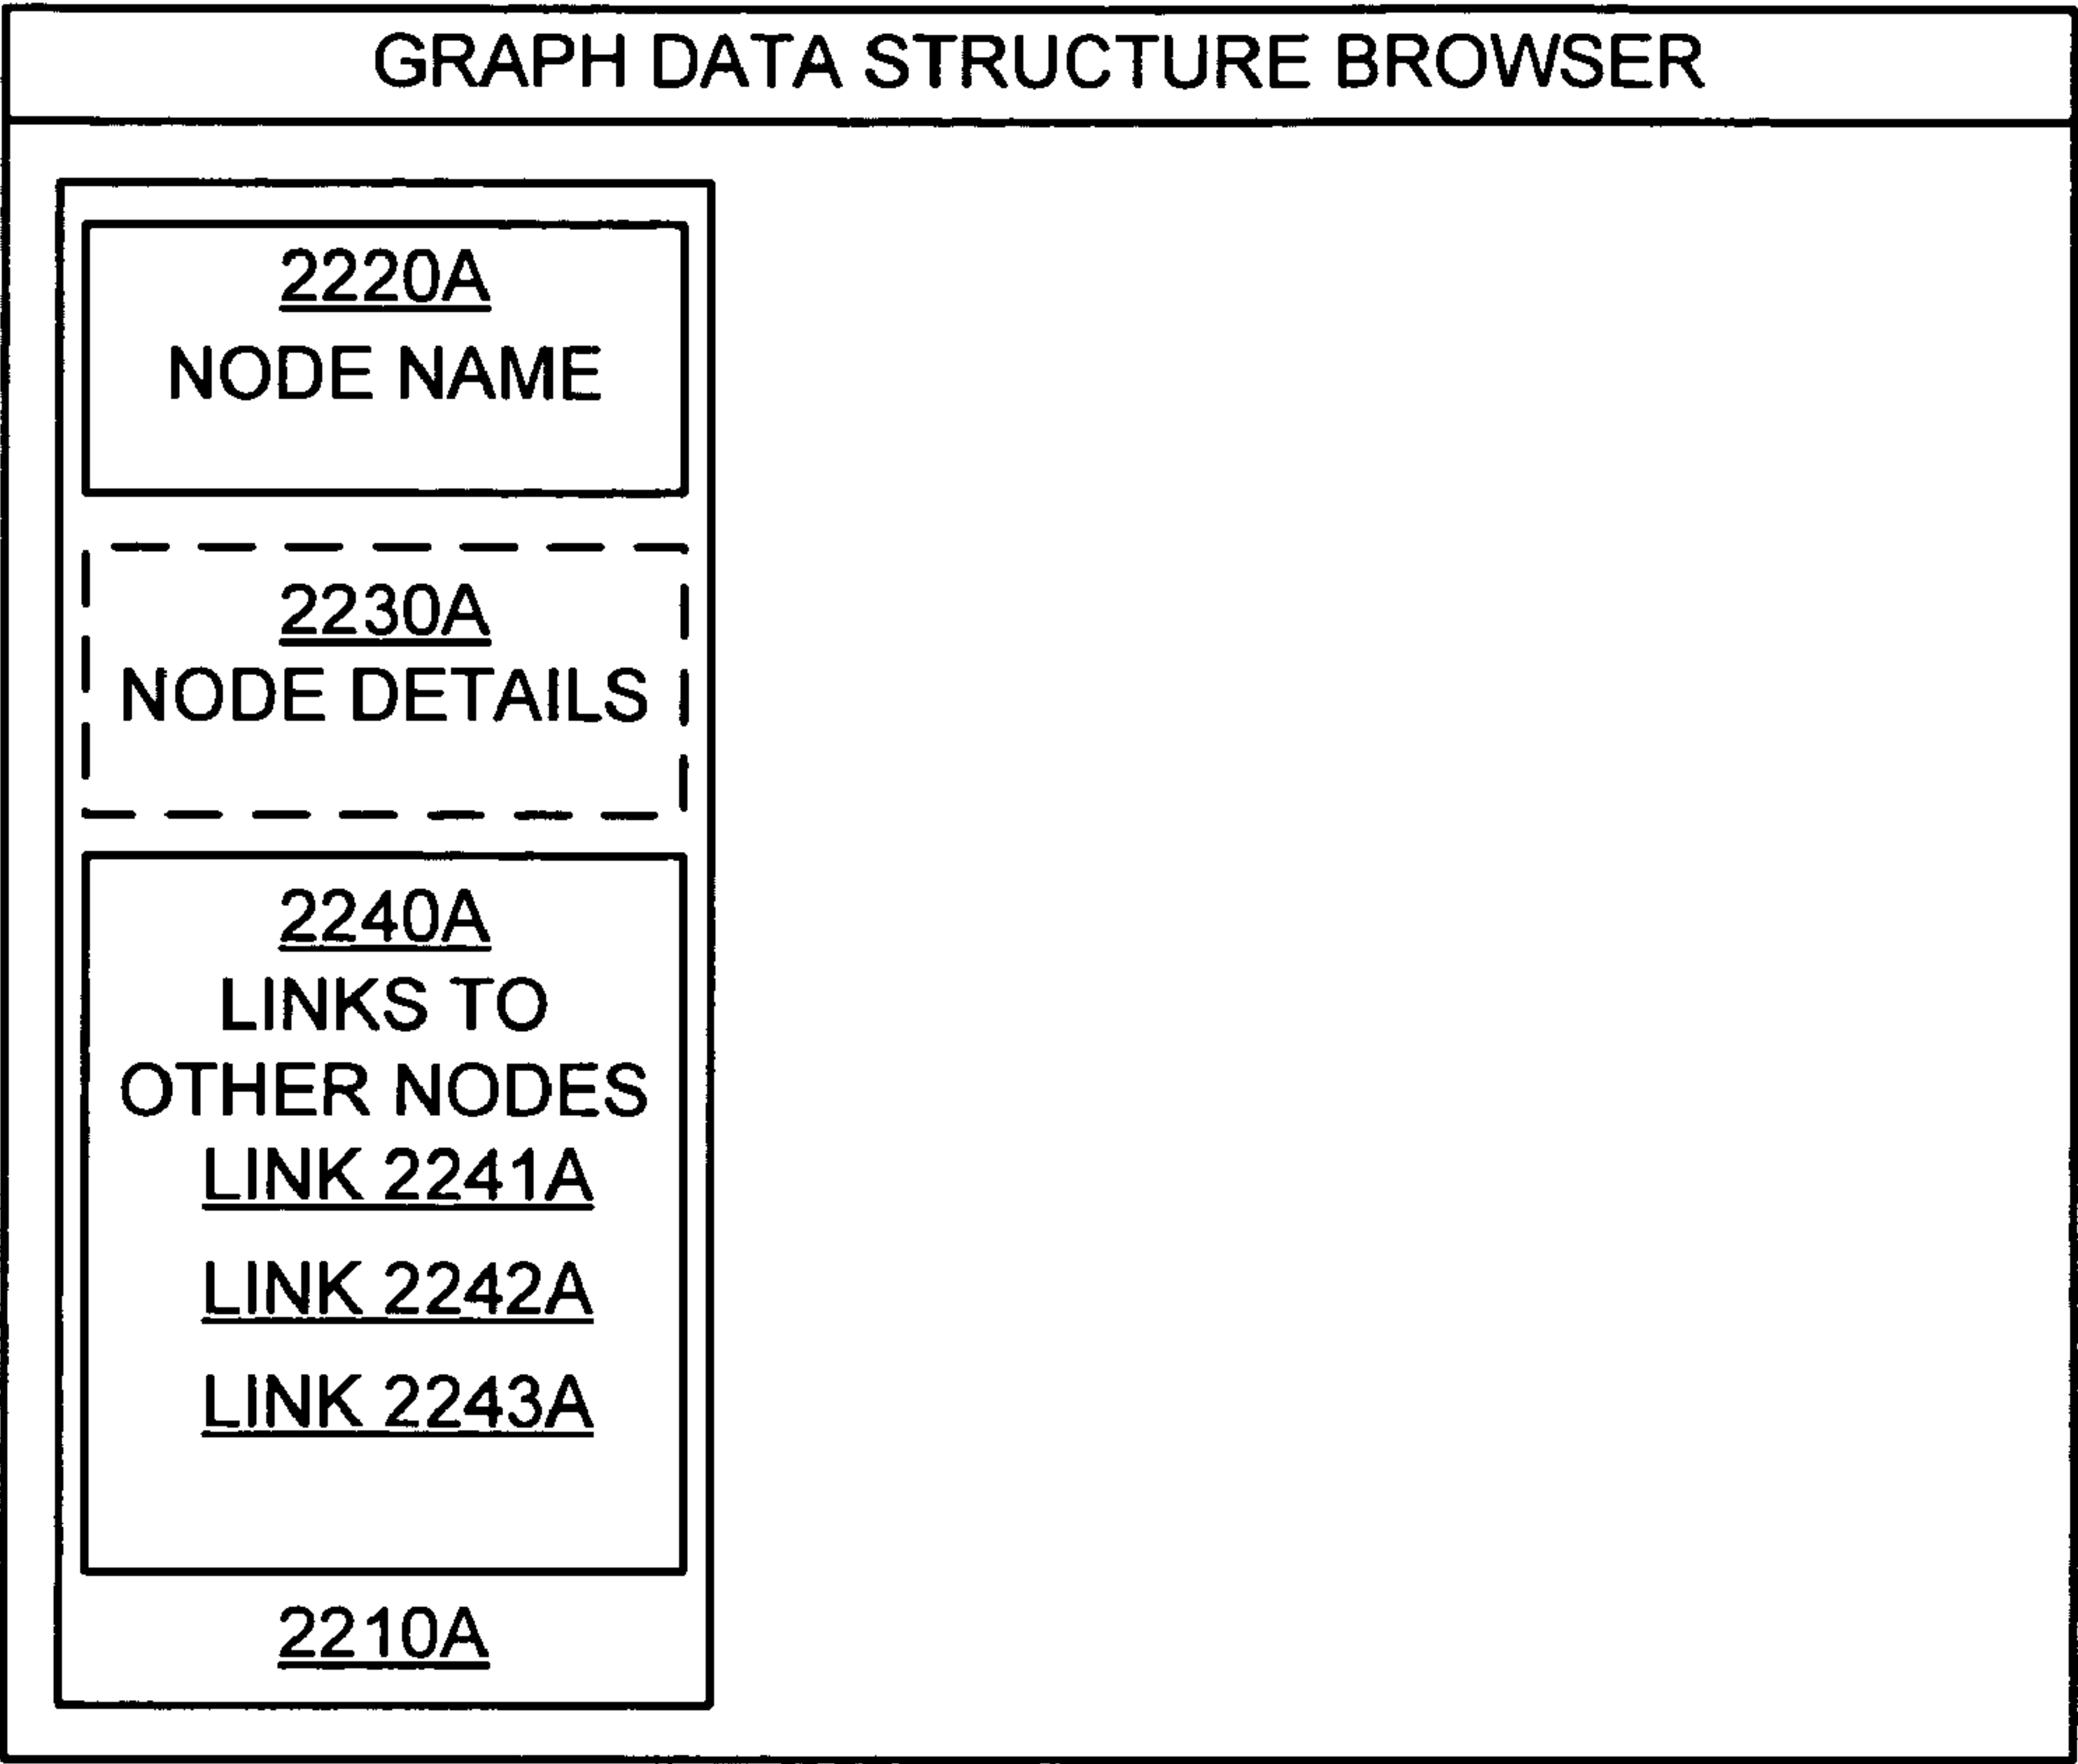 GRAPH DATA STRUCTURE BROWSER
2220A
NODE NAME
2230A
NODE DETAILS
2240A
LINKS TO
OTHER NODES
LINK 2241A
LINK 2242A
LINK 2243A
2210A